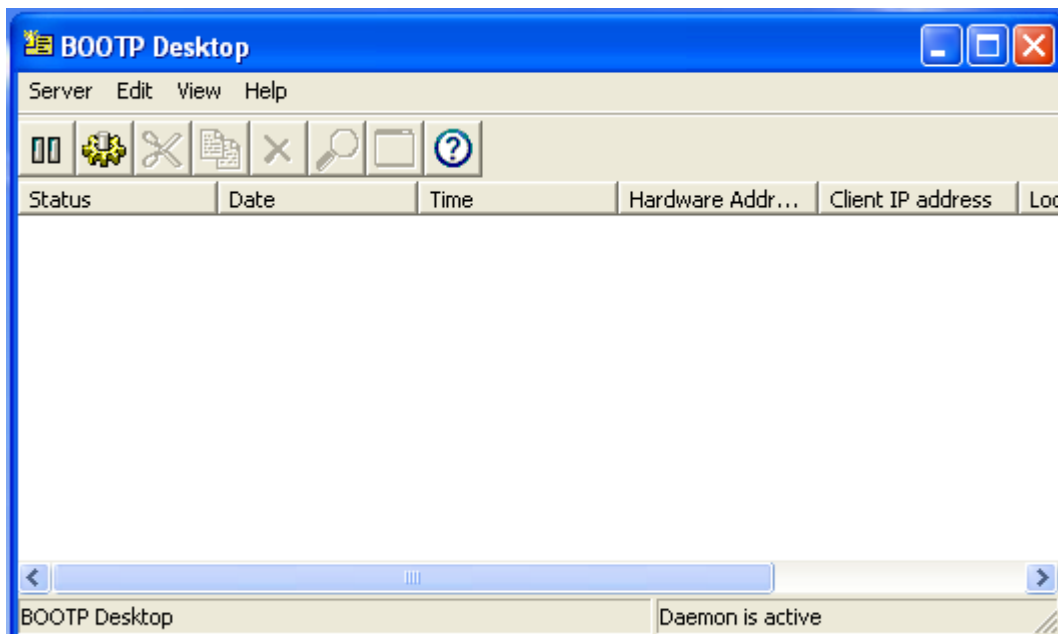 BOOTP Desktop
Server Edit View Help
Status Date Time Hardware Addr... Client IP address Loc
BOOTP Desktop Daemon is active